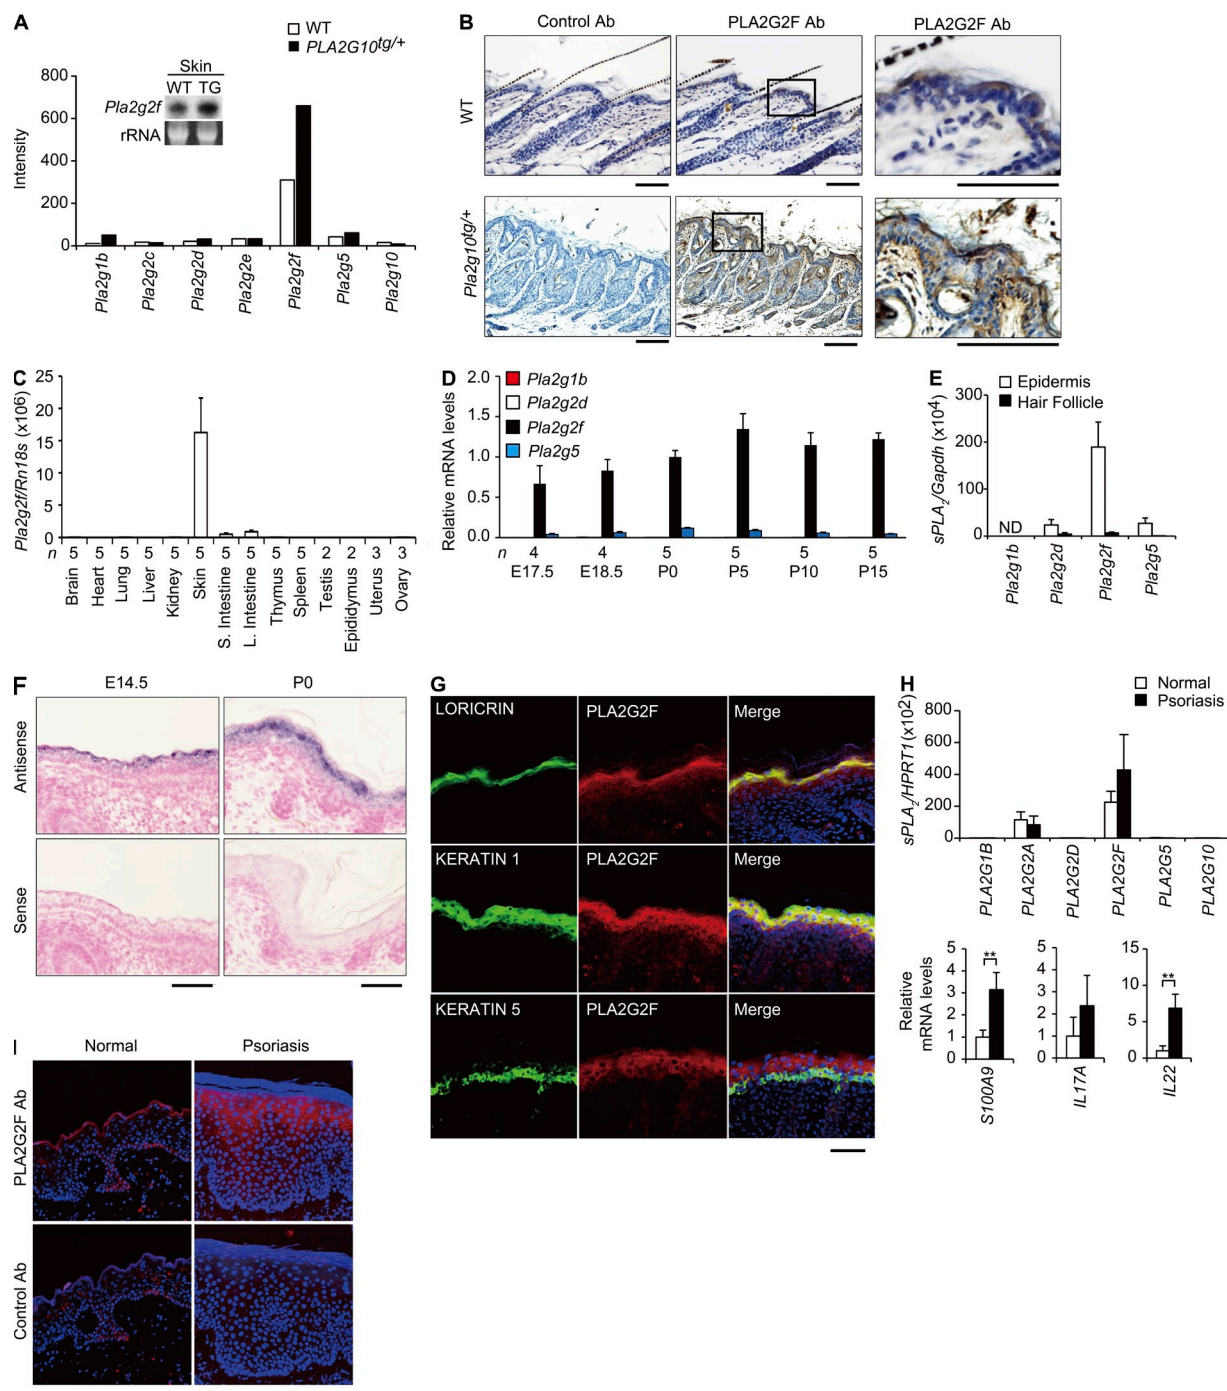 A
WT
PLA2G10tg/+
Skin
WT TG
Pla2g2f
rRNA
Intensity
800
600
400
200
0
Pla2g1b
Pla2g2c
Pla2g2d
Pla2g2e
Pla2g2f
Pla2g5
Pla2g10
B
Control Ab
PLA2G2F Ab
PLA2G2F Ab
WT
Pla2g10tg/+
C
Pla2g2f/Rn18s (x106)
25
20
15
10
5
0
n 5 5 5 5 5 5 5 5 5 5 2 2 3 3
Brain
Heart
Lung
Liver
Kidney
Skin
S. Intestine
L. Intestine
Thymus
Spleen
Testis
Epididymus
Uterus
Ovary
D
Relative mRNA levels
2.0
1.5
1.0
0.5
0.0
Pla2g1b
Pla2g2d
Pla2g2f
Pla2g5
n 4 4 5 5 5 5
E17.5 E18.5 P0 P5 P10 P15
E
Epidermis
Hair Follicle
sPLA2/Gapdh (x104)
300
200
100
0
ND
Pla2g1b
Pla2g2d
Pla2g2f
Pla2g5
F
E14.5
P0
Antisense
Sense
G
LORICRIN
PLA2G2F
Merge
KERATIN 1
PLA2G2F
Merge
KERATIN 5
PLA2G2F
Merge
H
Normal
Psoriasis
sPLA2/HPRT1 (x102)
800
600
400
200
0
PLA2G1B
PLA2G2A
PLA2G2D
PLA2G2F
PLA2G5
PLA2G10
Relative
mRNA levels
5
4
3
2
1
0
**
S100A9
5
4
3
2
1
0
IL17A
15
10
5
0
**
IL22
I
Normal
Psoriasis
PLA2G2F Ab
Control Ab